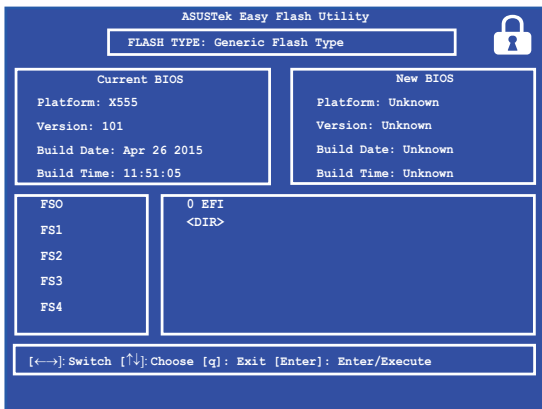 ASUSTek Easy Flash Utility
FLASH TYPE: Generic Flash Type
Current BIOS
Platform: X555
Version: 101
Build Date: Apr 26 2015
Build Time: 11:51:05
New BIOS
Platform: Unknown
Version: Unknown
Build Date: Unknown
Build Time: Unknown
FSO
FS1
FS2
FS3
FS4
0 EFI
<DIR>
[←→]: Switch [↑↓]: Choose [q]: Exit [Enter]: Enter/Execute